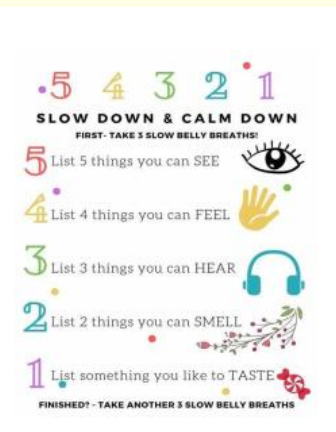 5 4 3 2 1
SLOW DOWN & CALM DOWN
FIRST- TAKE 3 SLOW BELLY BREATHS!
5 List 5 things you can SEE
4 List 4 things you can FEEL
3 List 3 things you can HEAR
2 List 2 things you can SMELL
1 List something you like to TASTE
FINISHED? - TAKE ANOTHER 3 SLOW BELLY BREATHS